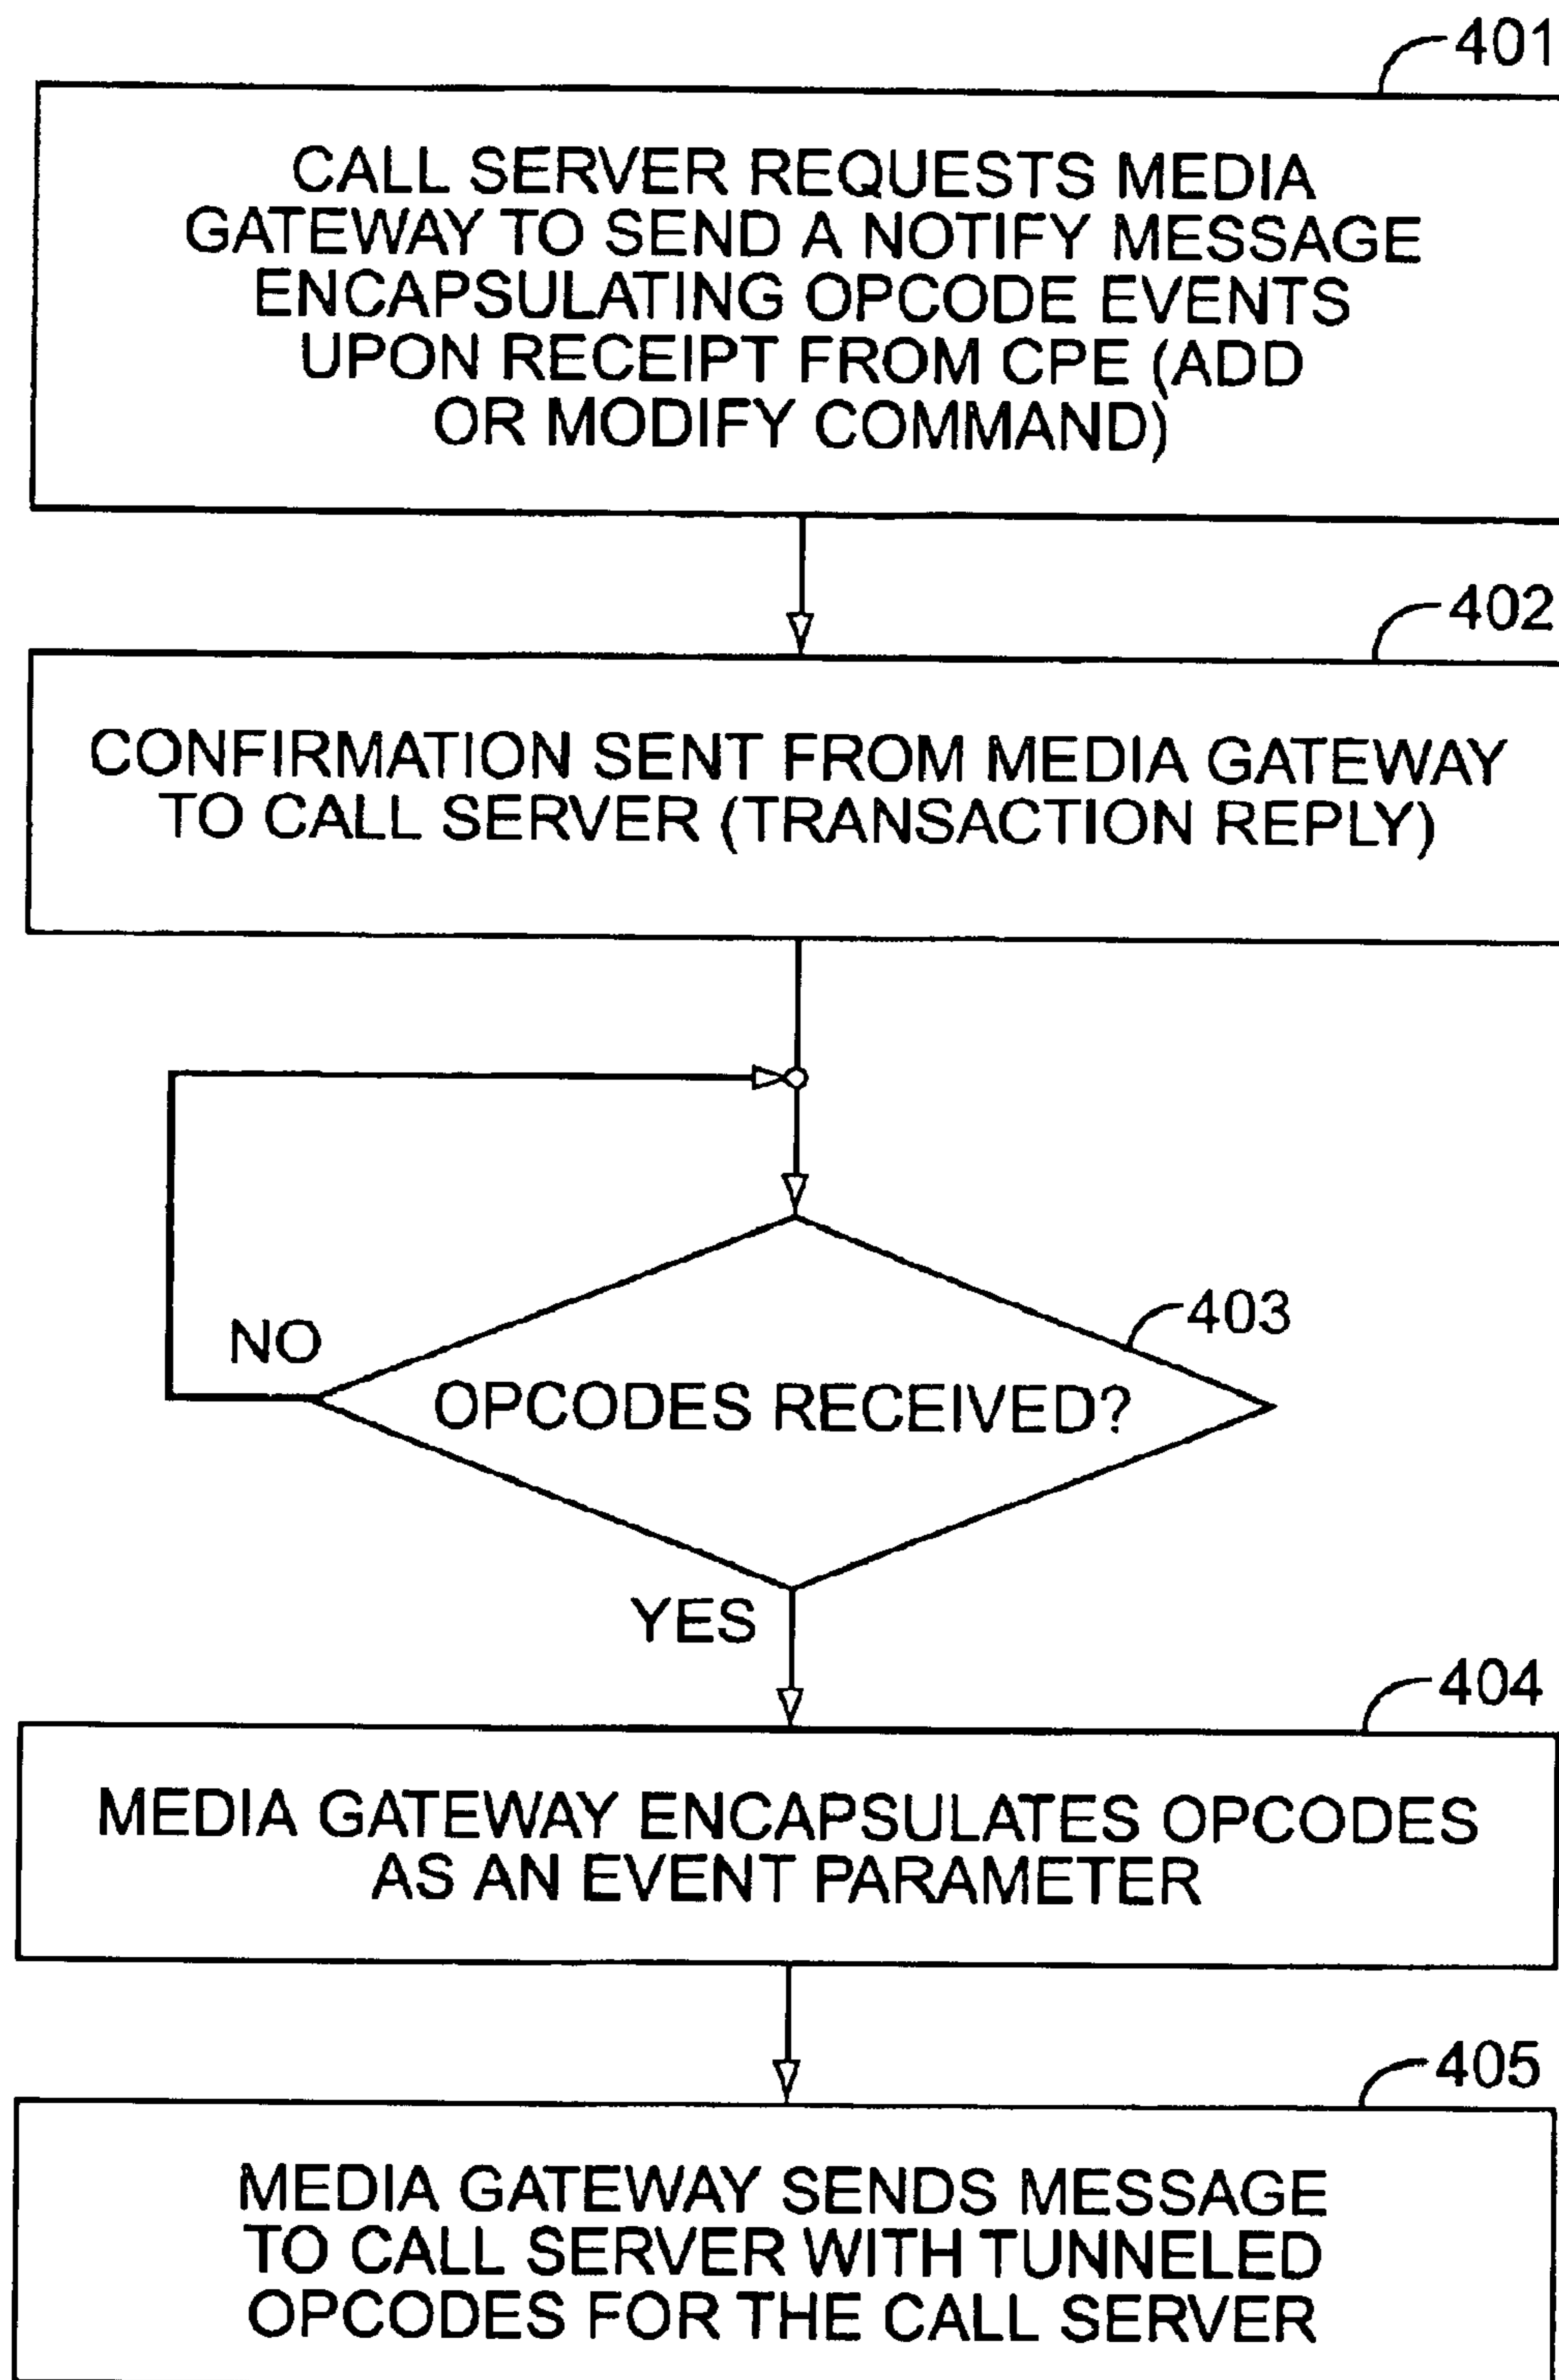 401
CALL SERVER REQUESTS MEDIA
GATEWAY TO SEND A NOTIFY MESSAGE
ENCAPSULATING OPCODE EVENTS
UPON RECEIPT FROM CPE (ADD
OR MODIFY COMMAND)
402
CONFIRMATION SENT FROM MEDIA GATEWAY
TO CALL SERVER (TRANSACTION REPLY)
403
NO
OPCODES RECEIVED?
YES
404
MEDIA GATEWAY ENCAPSULATES OPCODES
AS AN EVENT PARAMETER
405
MEDIA GATEWAY SENDS MESSAGE
TO CALL SERVER WITH TUNNELED
OPCODES FOR THE CALL SERVER